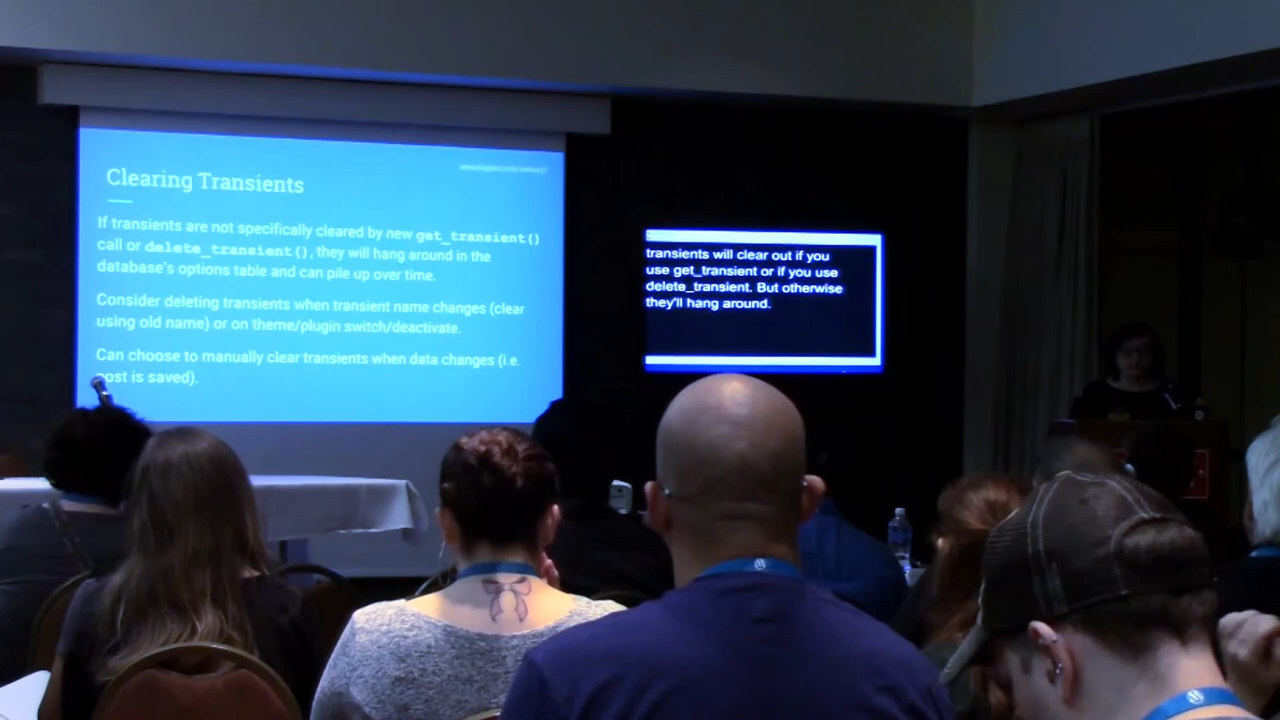 Clearing Transients
If transients are not specifically cleared by new get_transient()
call or delete_transient(), they will hang around in the
database's options table and can pile up over time.
Consider deleting transients when transient name changes (clear
using old name) or on theme/plugin switch/deactivate.
Can choose to manually clear transients when data changes (i.e.
post is saved).
transients will clear out if you
use get_transient or if you use
delete_transient. But otherwise
they'll hang around.